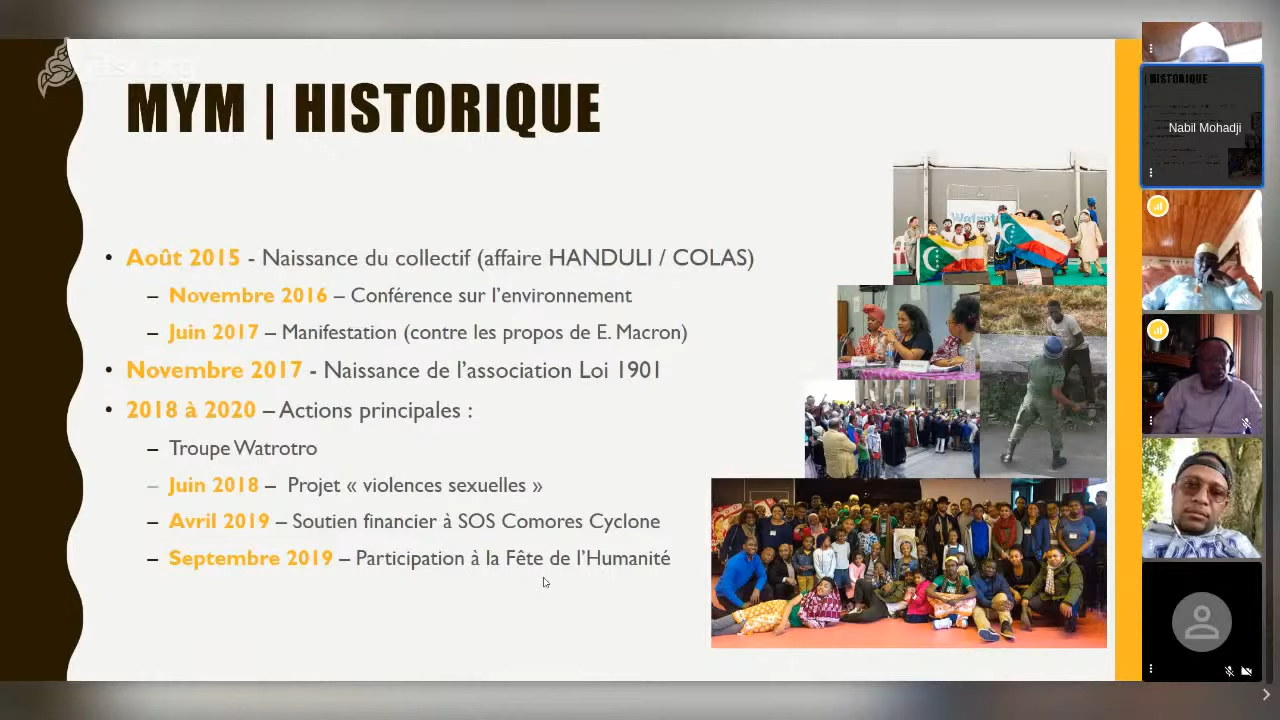 MYM | HISTORIQUE
• Août 2015 - Naissance du collectif (affaire HANDULI / COLAS)
– Novembre 2016 – Conférence sur l’environnement
– Juin 2017 – Manifestation (contre les propos de E. Macron)
• Novembre 2017 - Naissance de l’association Loi 1901
• 2018 à 2020 – Actions principales :
– Troupe Watrotro
– Juin 2018 – Projet « violences sexuelles »
– Avril 2019 – Soutien financier à SOS Comores Cyclone
– Septembre 2019 – Participation à la Fête de l’Humanité
| HISTORIQUE
Nabil Mohadji